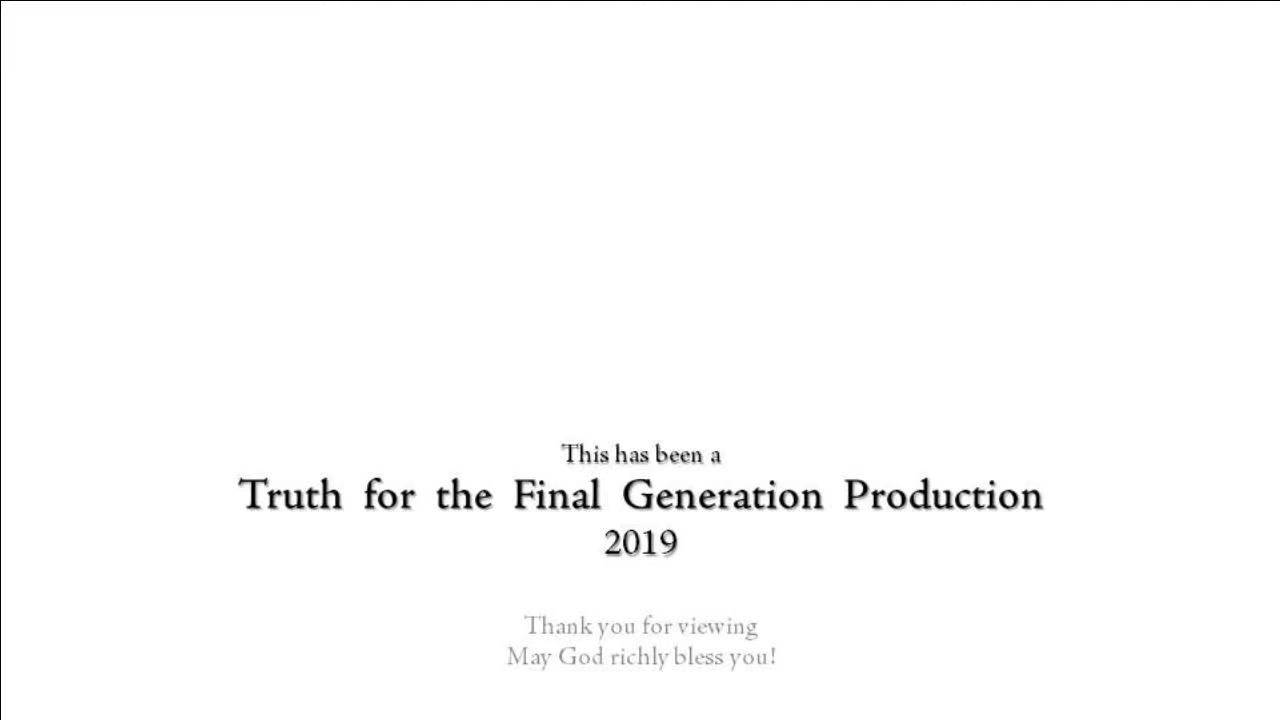 This has been a
Truth for the Final Generation Production
2019
Thank you for viewing
May God richly bless you!